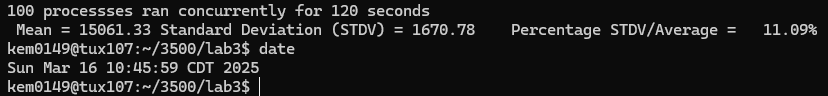 100 processses ran concurrently for 120 seconds
 Mean = 15061.33 Standard Deviation (STDV) = 1670.78    Percentage STDV/Average =   11.09%
kem0149@tux107:~/3500/lab3$ date
Sun Mar 16 10:45:59 CDT 2025
kem0149@tux107:~/3500/lab3$